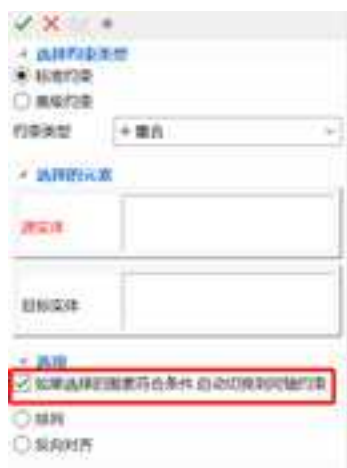 选择约束类型
标准约束
高级约束
约束类型
重合
选择的元素
源实体
目标实体
选项
如果选择的图素符合条件 自动切换到同轴约束
反向对齐